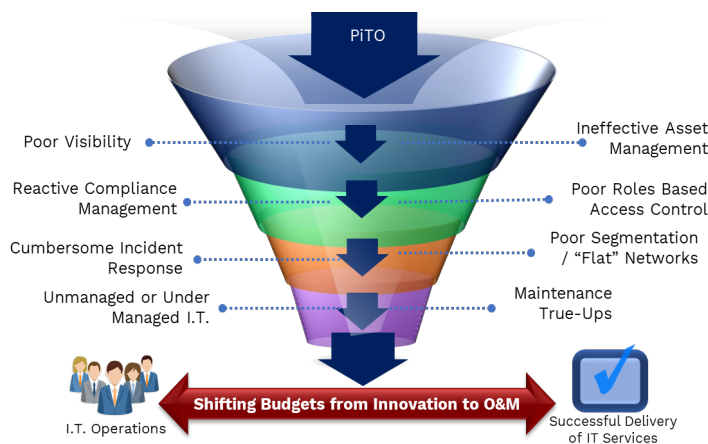 PiTO
Poor Visibility
Ineffective Asset
Management
Reactive Compliance
Management
Poor Roles Based
Access Control
Cumbersome Incident
Response
Poor Segmentation
/ “Flat” Networks
Unmanaged or Under
Managed I.T.
Maintenance
True-Ups
Shifting Budgets from Innovation to O&M
I.T. Operations
Successful Delivery
of IT Services